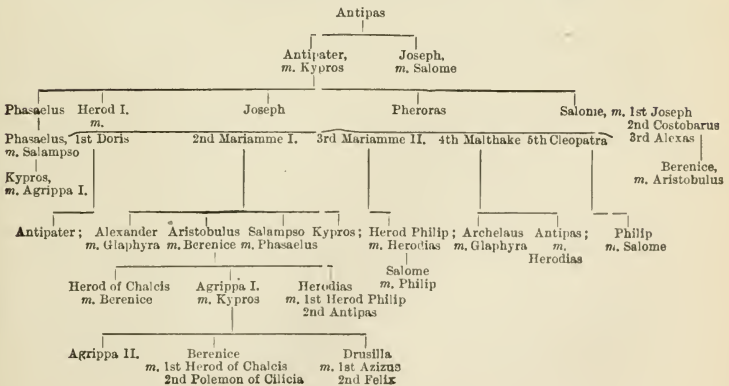 Antipas
Antipater, Joseph,
m. Kypros m. Salome
Phasaelus Herod I. Joseph Pheroras Salome, m. 1st Joseph
m. 2nd Costobarus
Phasaelus, 1st Doris 2nd Mariamme I. 3rd Mariamme II. 4th Malthake 5th Cleopatra 3rd Alexas
m. Salampso
Kypros, Berenice,
m. Agrippa I. m. Aristobulus
Antipater; Alexander Aristobulus Salampso Kypros; Herod Philip; Archelaus Antipas; Philip
m. Glaphyra m. Berenice m. Phasaelus m. Herodias m. Glaphyra m. m. Salome
Herodias
Salome
m. Philip
Herod of Chalcis Agrippa I. Herodias
m. Berenice m. Kypros m. 1st Herod Philip
2nd Antipas
Agrippa II. Berenice Drusilla
m. 1st Herod of Chalcis m. 1st Azizus
2nd Polemon of Cilicia 2nd Felix